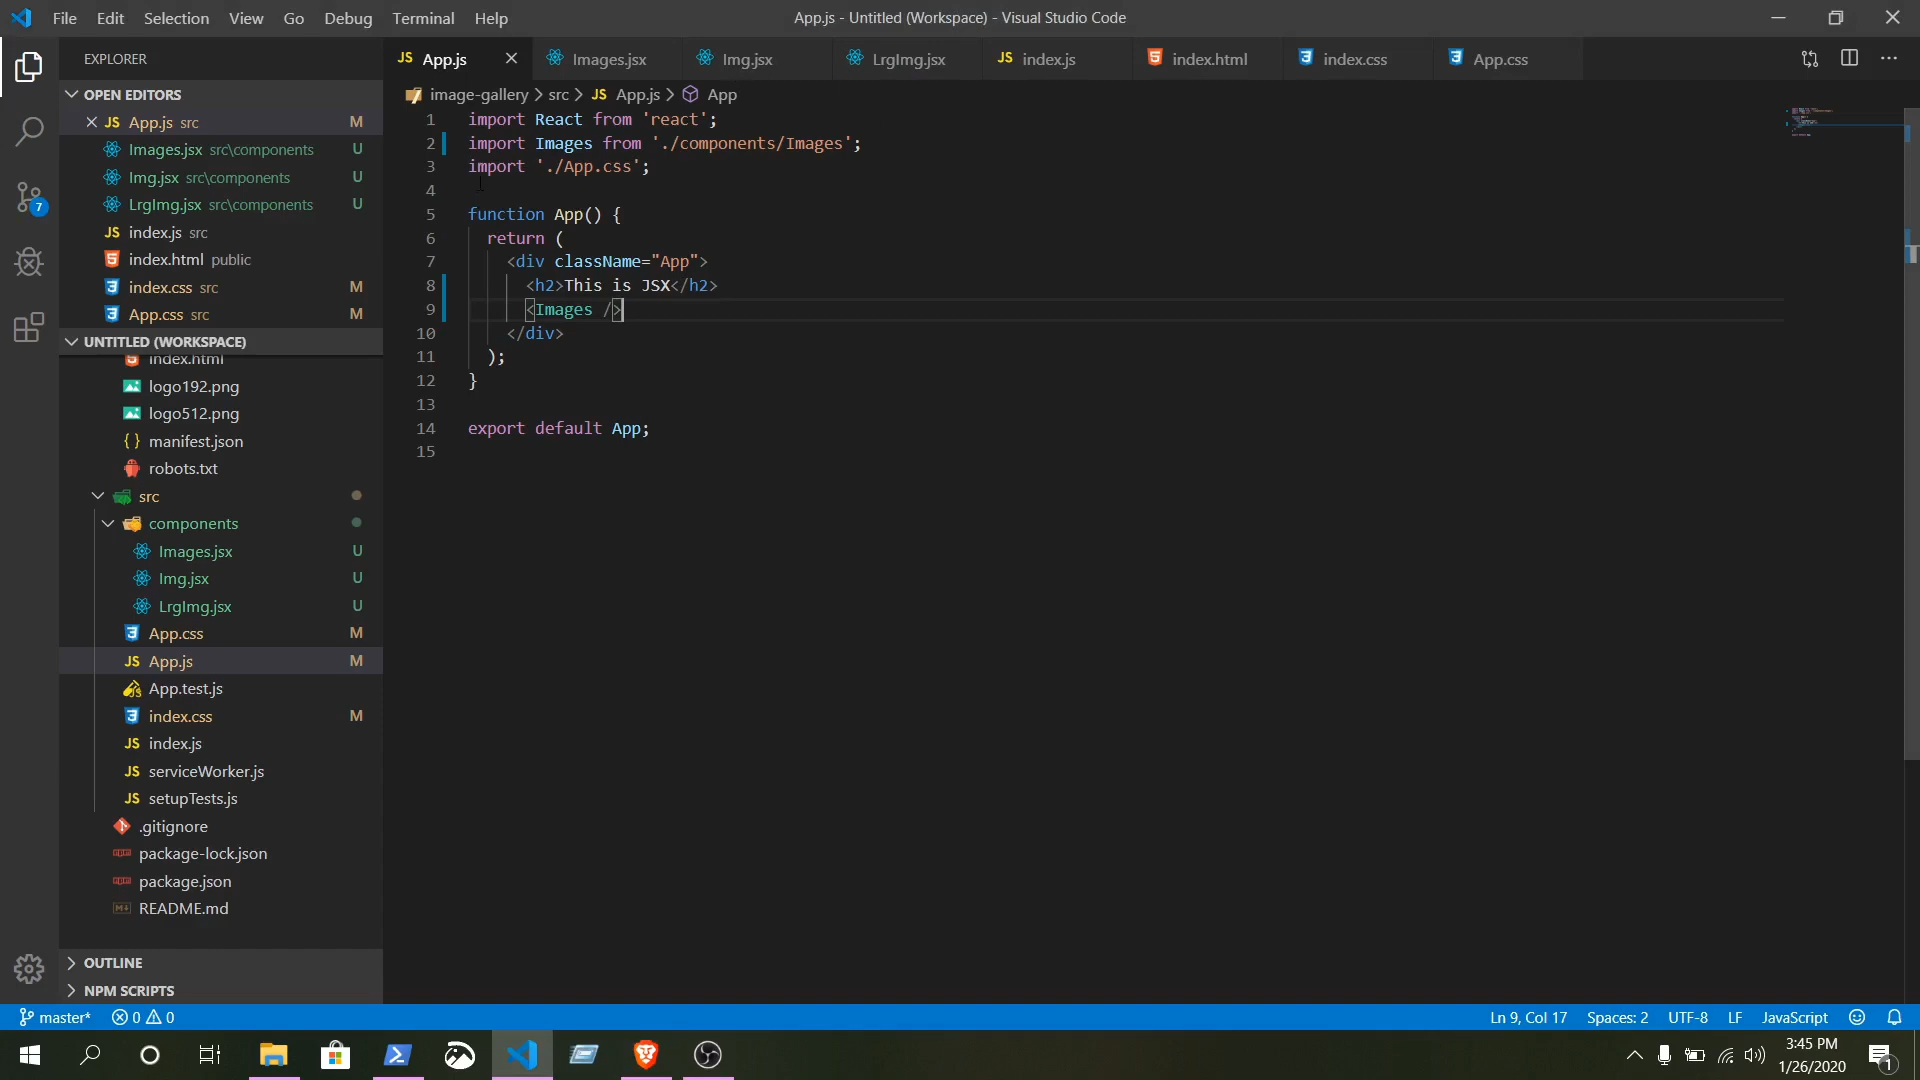 File Edit Selection View Go Debug Terminal Help
App.js - Untitled (Workspace) - Visual Studio Code
EXPLORER
OPEN EDITORS
JS App.js src M
Images.jsx src\components U
Img.jsx src\components U
LrgImg.jsx src\components U
JS index.js src
index.html public
index.css src M
App.css src M
UNTITLED (WORKSPACE)
index.html
logo192.png
logo512.png
{ } manifest.json
robots.txt
src
components
Images.jsx U
Img.jsx U
LrgImg.jsx U
App.css M
JS App.js M
App.test.js
index.css M
JS index.js
JS serviceWorker.js
JS setupTests.js
.gitignore
package-lock.json
package.json
README.md
OUTLINE
NPM SCRIPTS
7
JS App.js Images.jsx Img.jsx LrgImg.jsx JS index.js index.html index.css App.css
image-gallery > src > JS App.js > App
1 import React from 'react';
2 import Images from './components/Images';
3 import './App.css';
4
5 function App() {
6 return (
7 <div className="App">
8 <h2>This is JSX</h2>
9 <Images />
10 </div>
11 );
12 }
13
14 export default App;
15
master* 0 0 Ln 9, Col 17 Spaces: 2 UTF-8 LF JavaScript
3:45 PM
1/26/2020
1